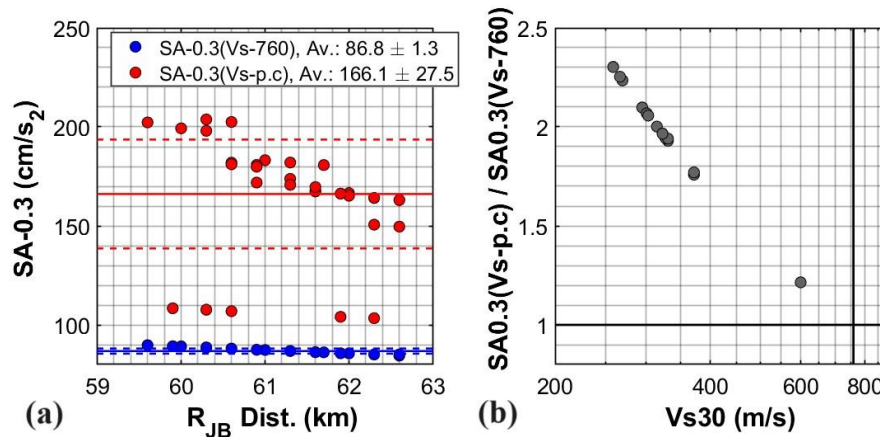 250
200
150
100
SA-0.3 (cm/s₂)
SA-0.3(Vs-760), Av.: 86.8 ± 1.3
SA-0.3(Vs-p.c), Av.: 166.1 ± 27.5
59 60 61 62 63
(a) R_JB Dist. (km)
2.5
2
1.5
1
SA0.3(Vs-p.c) / SA0.3(Vs-760)
200 400 600 800
(b) Vs30 (m/s)